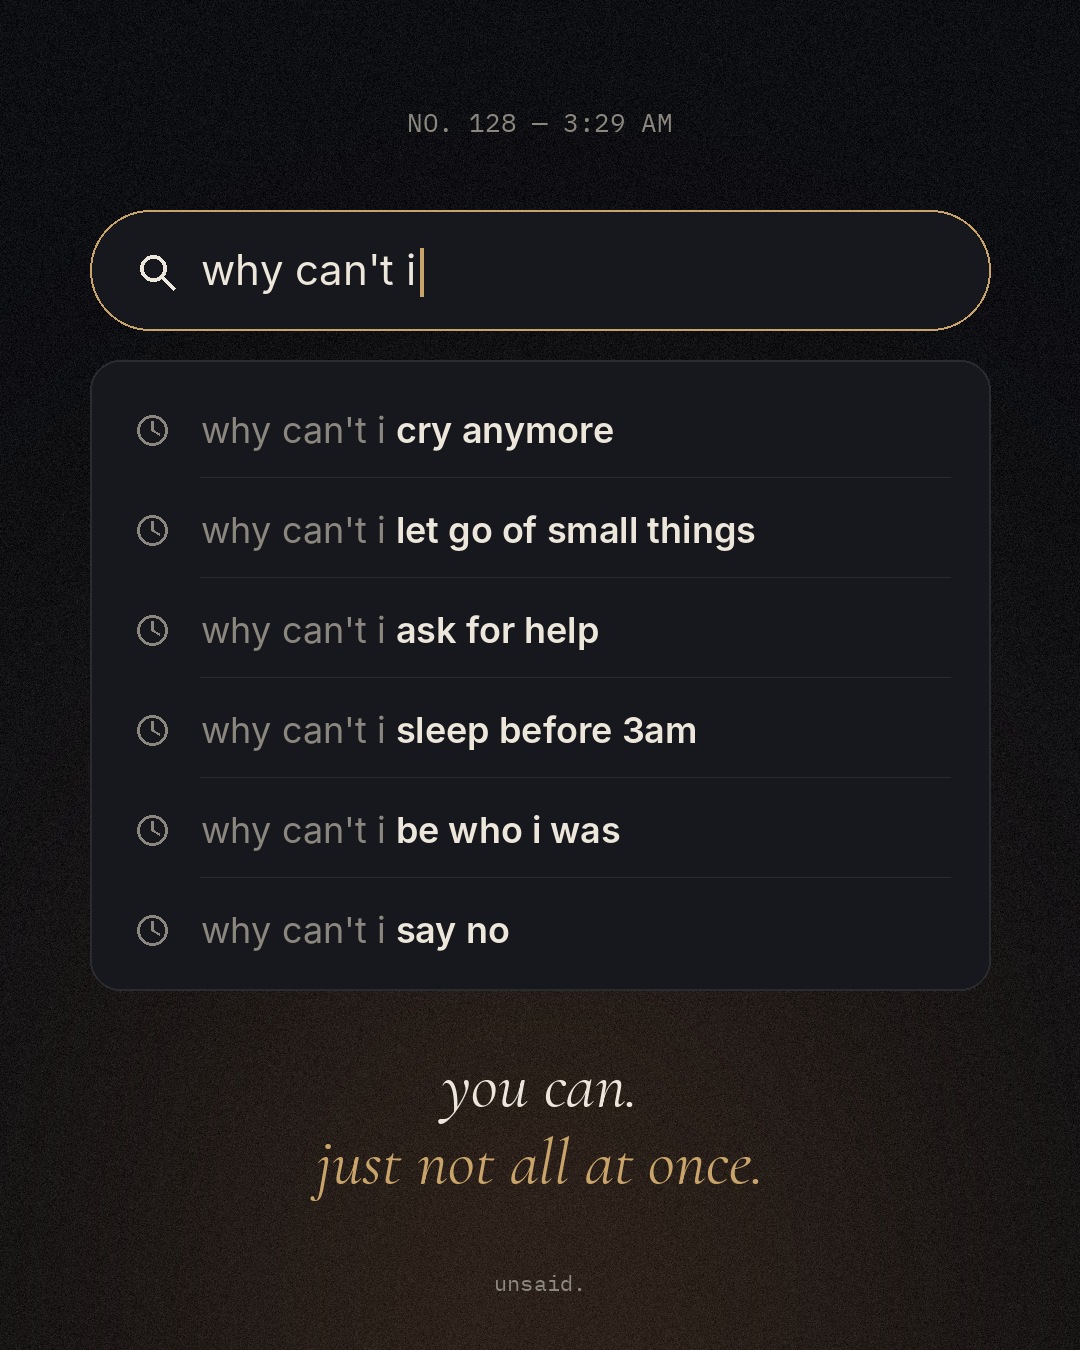 NO. 128 — 3:29 AM
why can't i
why can't i cry anymore
why can't i let go of small things
why can't i ask for help
why can't i sleep before 3am
why can't i be who i was
why can't i say no
you can.
just not all at once.
unsaid.